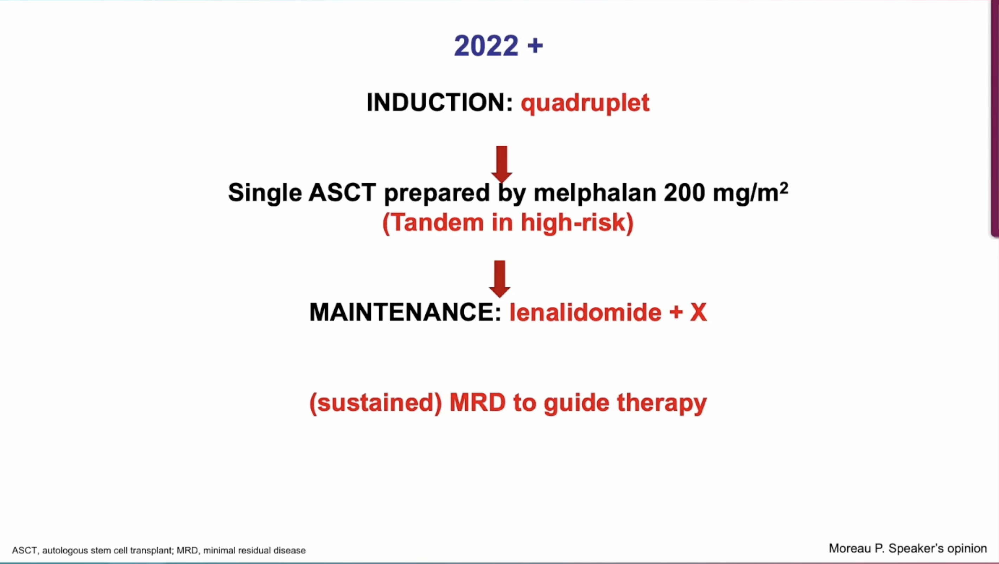 2022 +
INDUCTION: quadruplet
Single ASCT prepared by melphalan 200 mg/m²
(Tandem in high-risk)
MAINTENANCE: lenalidomide + X
(sustained) MRD to guide therapy
ASCT, autologous stem cell transplant; MRD, minimal residual disease
Moreau P. Speaker’s opinion